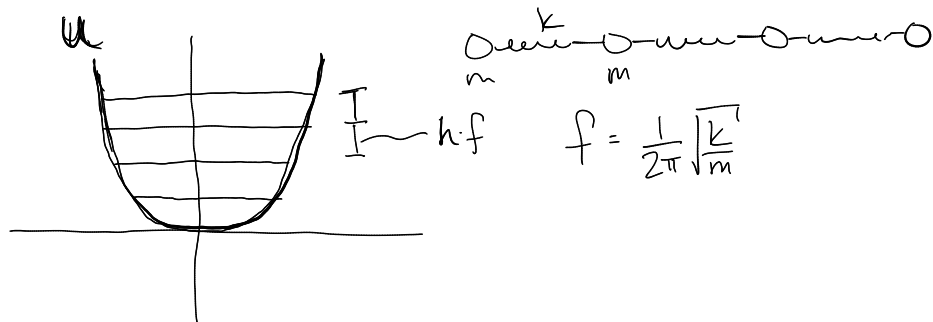 U
k
m m
h·f
f = 1/2π √k/m